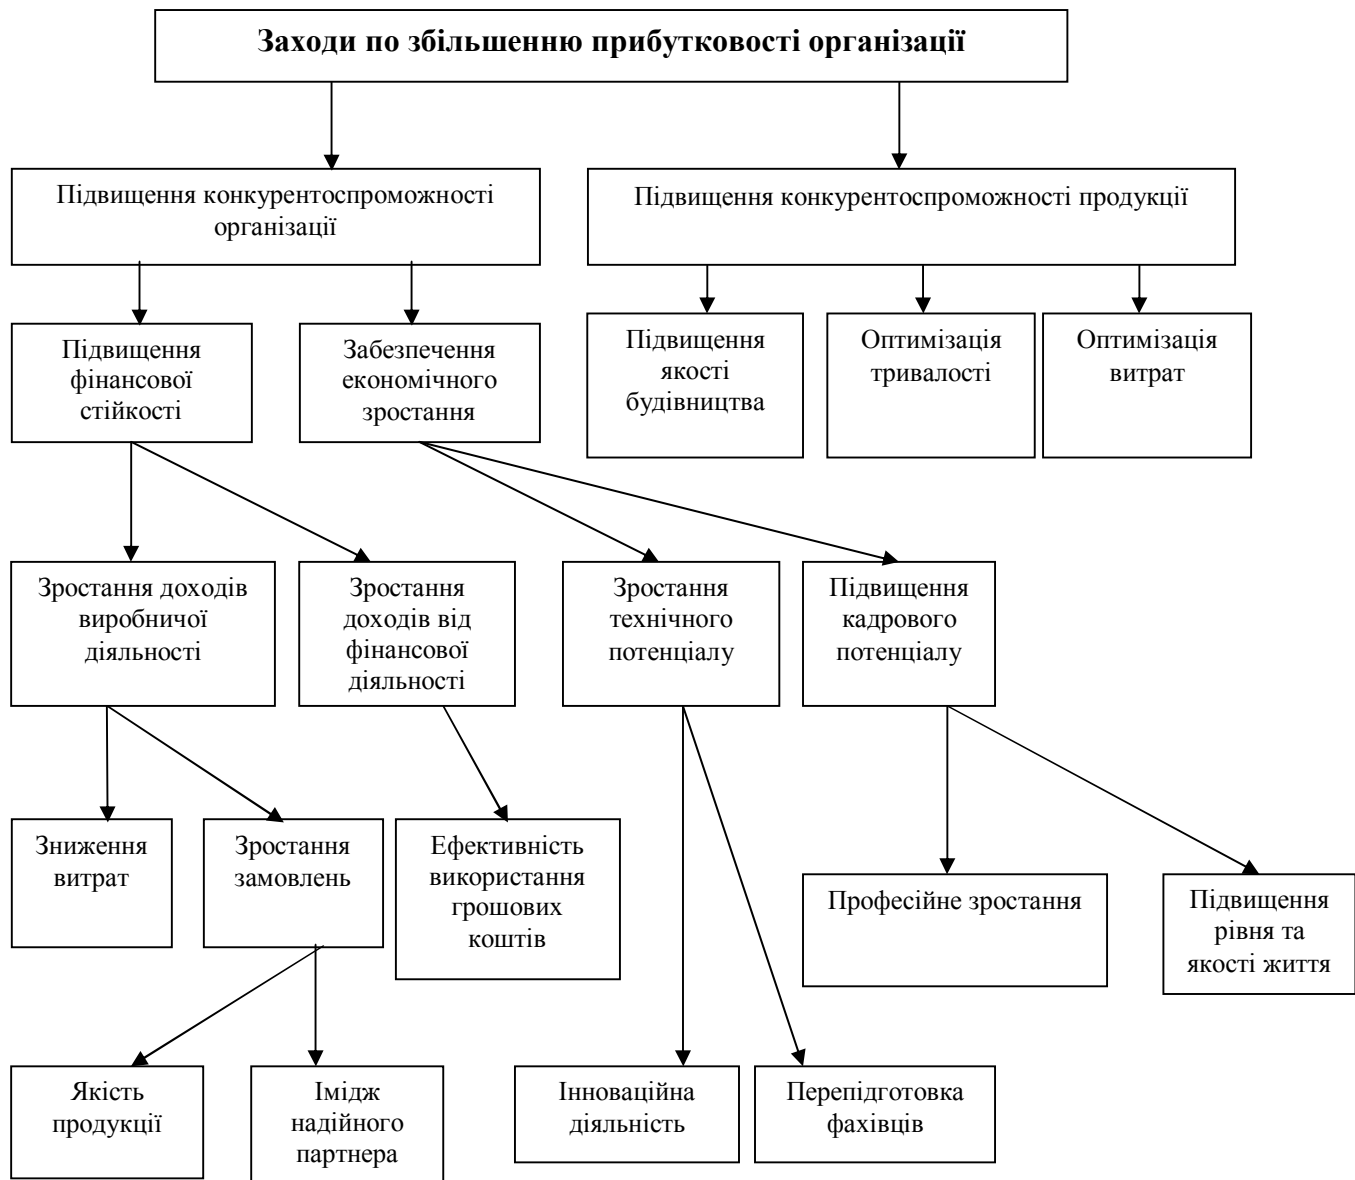 Заходи по збільшенню прибутковості організації
Підвищення конкурентоспроможності
організації
Підвищення конкурентоспроможності продукції
Підвищення
фінансової
стійкості
Забезпечення
економічного
зростання
Підвищення
якості
будівництва
Оптимізація
тривалості
Оптимізація
витрат
Зростання доходів
виробничої
діяльності
Зростання
доходів від
фінансової
діяльності
Зростання
технічного
потенціалу
Підвищення
кадрового
потенціалу
Зниження
витрат
Зростання
замовлень
Ефективність
використання
грошових
коштів
Професійне зростання
Підвищення
рівня та
якості життя
Якість
продукції
Імідж
надійного
партнера
Інноваційна
діяльність
Перепідготовка
фахівців